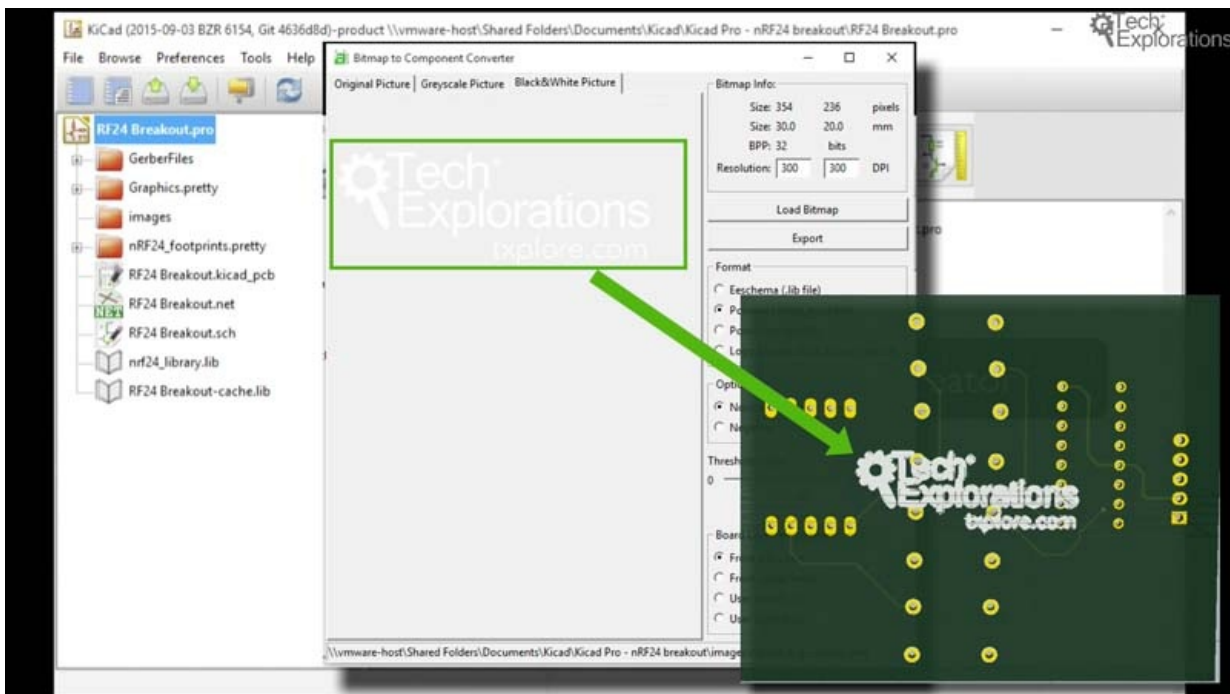 KiCad (2015-09-03 BZR 6154, Git 4636d8d)-product \\vmware-host\Shared Folders\Documents\Kicad\Kicad Pro - nRF24 breakout\RF24 Breakout.pro
Tech
Explorations
File Browse Preferences Tools Help
RF24 Breakout.pro
GerberFiles
Graphics.pretty
images
nRF24_footprints.pretty
RF24 Breakout.kicad_pcb
NET RF24 Breakout.net
RF24 Breakout.sch
nrf24_library.lib
RF24 Breakout-cache.lib
Bitmap to Component Converter
Original Picture Greyscale Picture Black&White Picture
Tech
Explorations
txplore.com
Bitmap Info:
Size: 354 236 pixels
Size: 30.0 20.0 mm
BPP: 32 bits
Resolution: 300 300 DPI
Load Bitmap
Export
Format
Eeschema (.lib file)
.pro
Thresh
0
Board
\\vmware-host\Shared Folders\Documents\Kicad\Kicad Pro - nRF24 breakout\image
Tech
Explorations
txplore.com